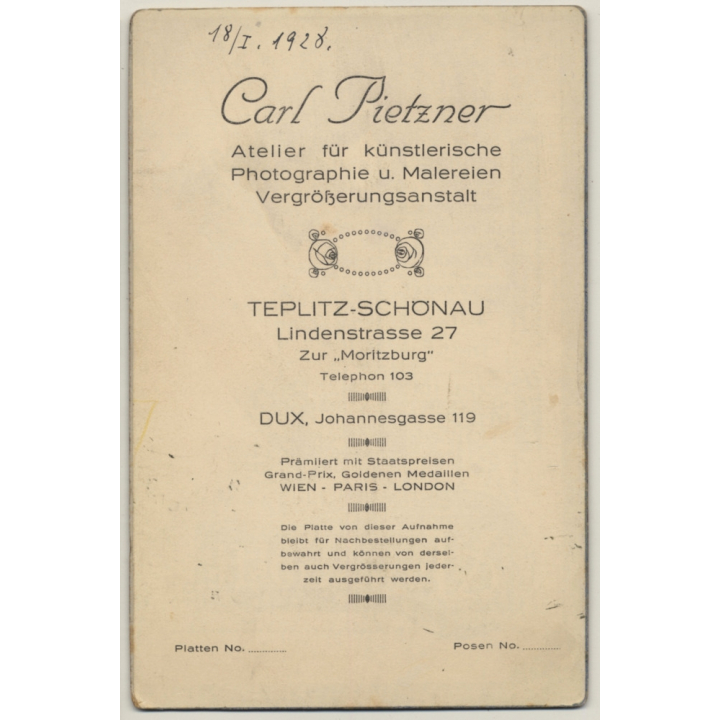 18/I. 1928.
Carl Pietzner
Atelier für künstlerische
Photographie u. Malereien
Vergrößerungsanstalt
TEPLITZ-SCHÖNAU
Lindenstrasse 27
Zur „Moritzburg"
Telephon 103
DUX, Johannesgasse 119
Prämiiert mit Staatspreisen
Grand-Prix, Goldenen Medaillen
WIEN - PARIS - LONDON
Die Platte von dieser Aufnahme
bleibt für Nachbestellungen auf-
bewahrt und können von dersel-
ben auch Vergrösserungen jeder-
zeit ausgeführt werden.
Platten No. ............. Posen No. .............